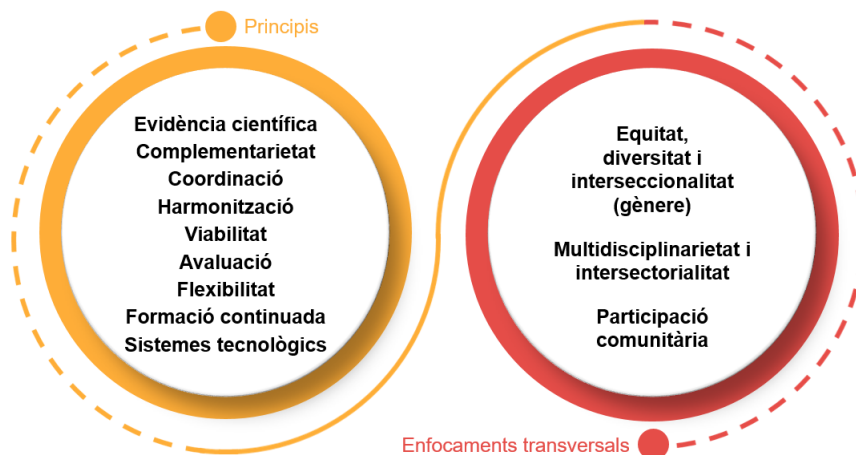 Principis
Evidència científica
Complementarietat
Coordinació
Harmonització
Viabilitat
Avaluació
Flexibilitat
Formació continuada
Sistemes tecnològics
Equitat,
diversitat i
interseccionalitat
(gènere)
Multidisciplinarietat i
intersectorialitat
Participació
comunitària
Enfocaments transversals